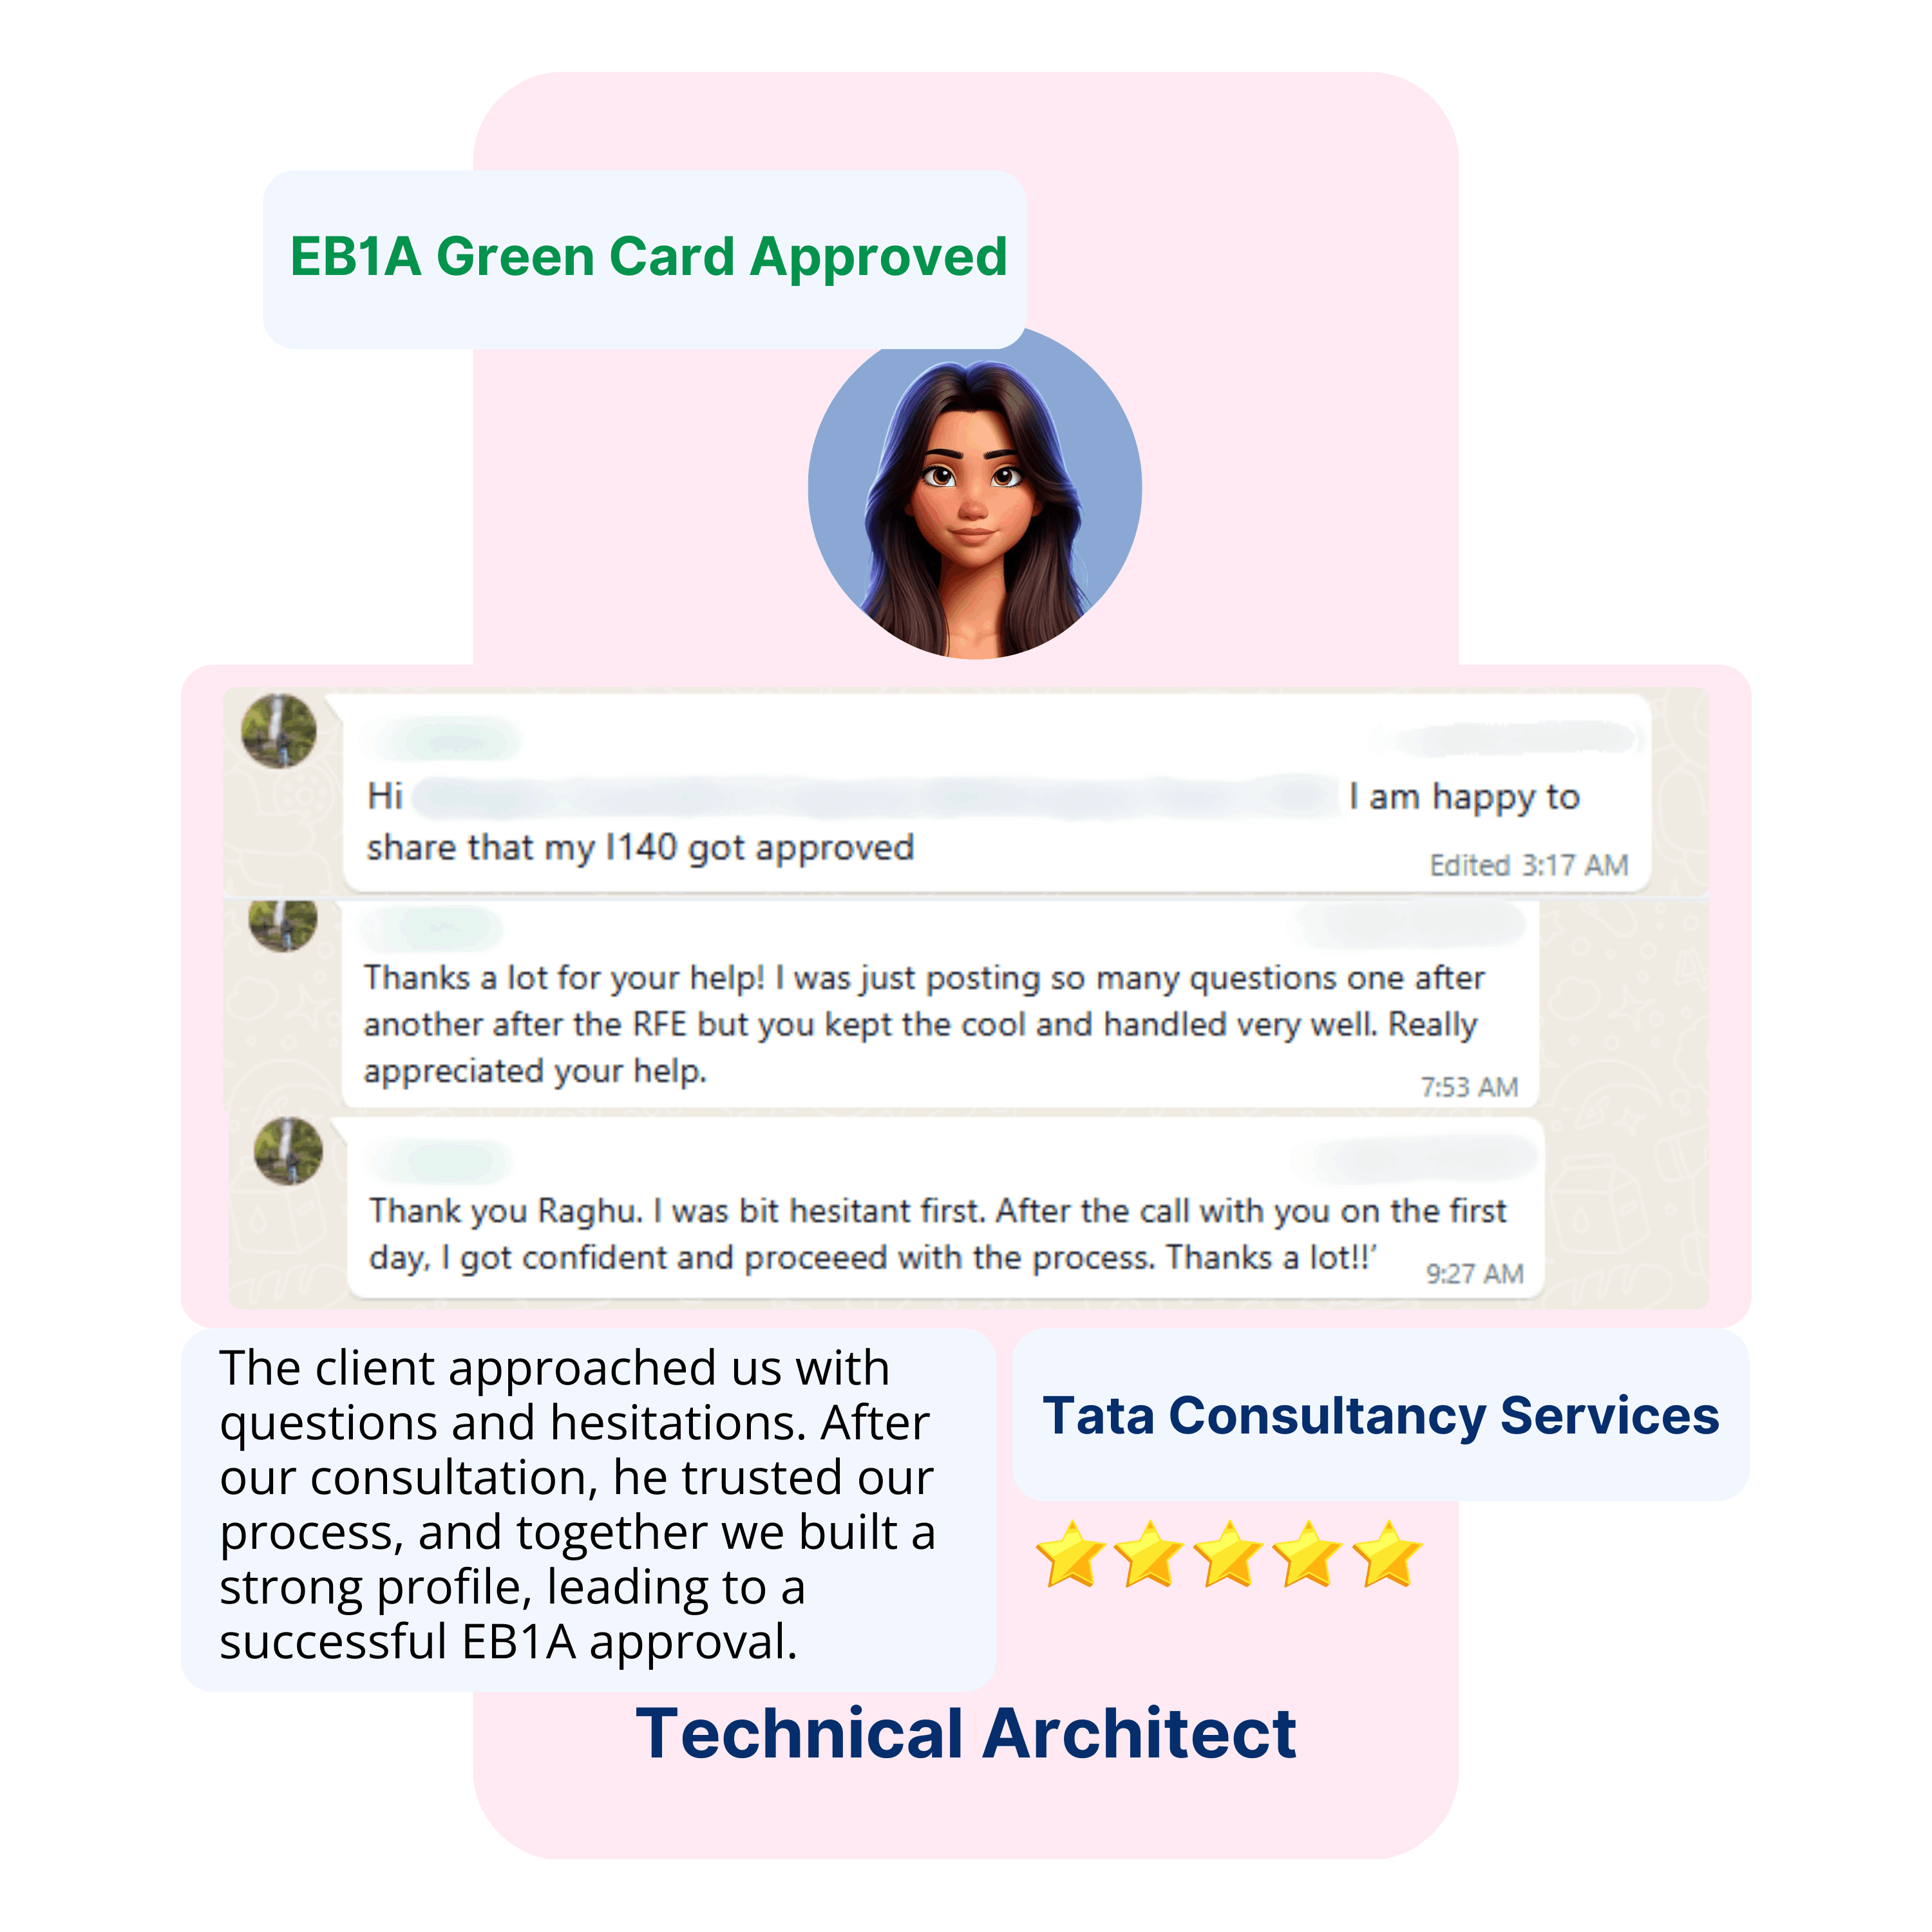 EB1A Green Card Approved
Hi I am happy to
share that my I140 got approved
Edited 3:17 AM
Thanks a lot for your help! I was just posting so many questions one after
another after the RFE but you kept the cool and handled very well. Really
appreciated your help.
7:53 AM
Thank you Raghu. I was bit hesitant first. After the call with you on the first
day, I got confident and proceeed with the process. Thanks a lot!!’
9:27 AM
The client approached us with
questions and hesitations. After
our consultation, he trusted our
process, and together we built a
strong profile, leading to a
successful EB1A approval.
Tata Consultancy Services
Technical Architect